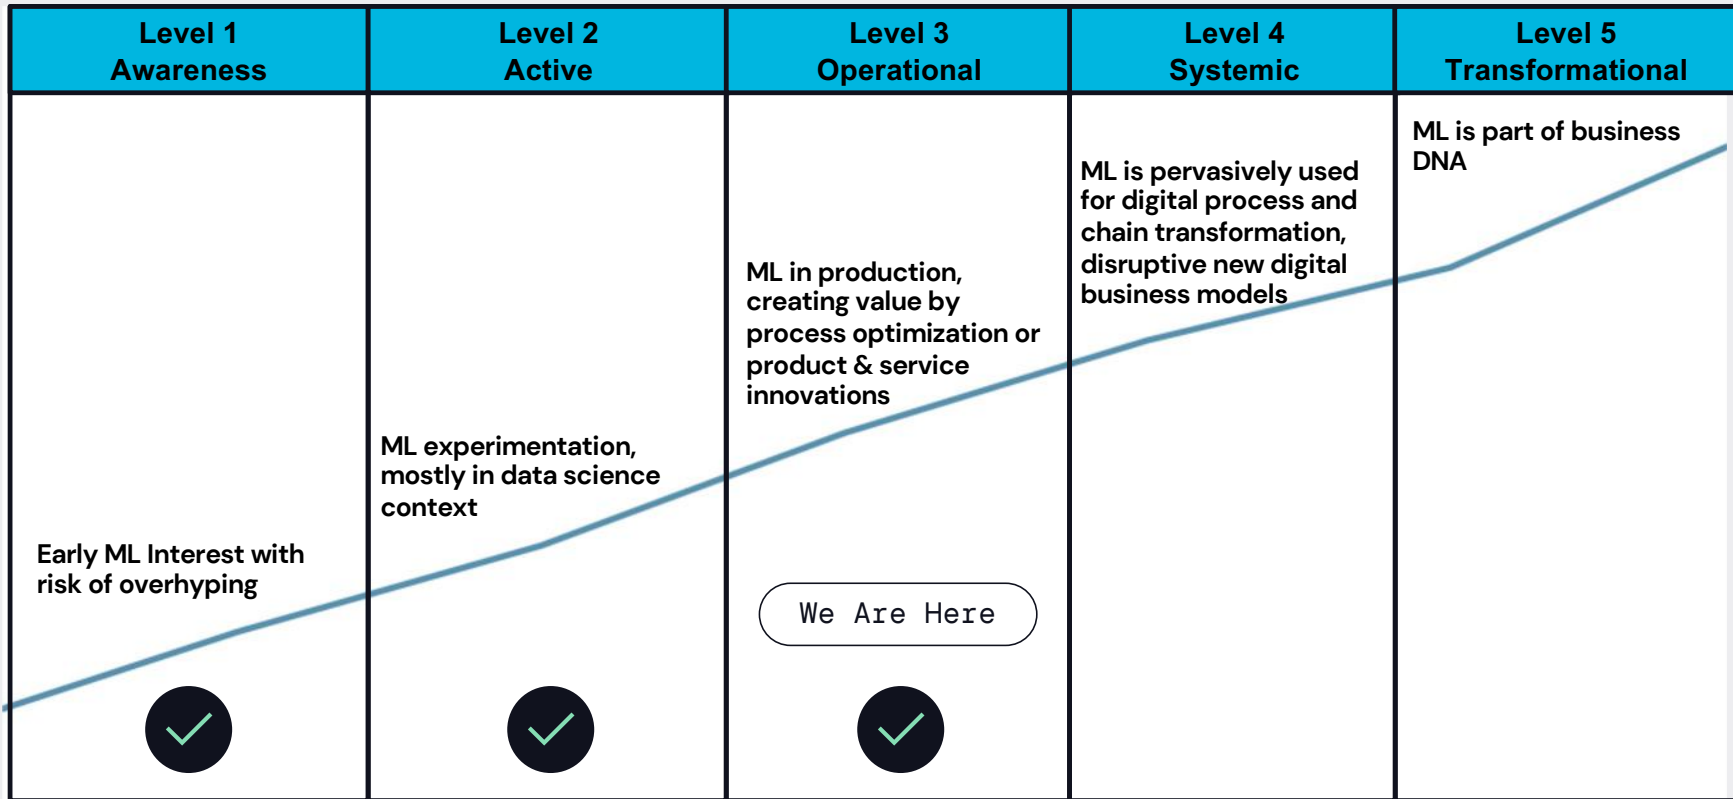 Level 1
Awareness
Level 2
Active
Level 3
Operational
Level 4
Systemic
Level 5
Transformational
Early ML Interest with
risk of overhyping
ML experimentation,
mostly in data science
context
ML in production,
creating value by
process optimization or
product & service
innovations
We Are Here
ML is pervasively used
for digital process and
chain transformation,
disruptive new digital
business models
ML is part of business
DNA